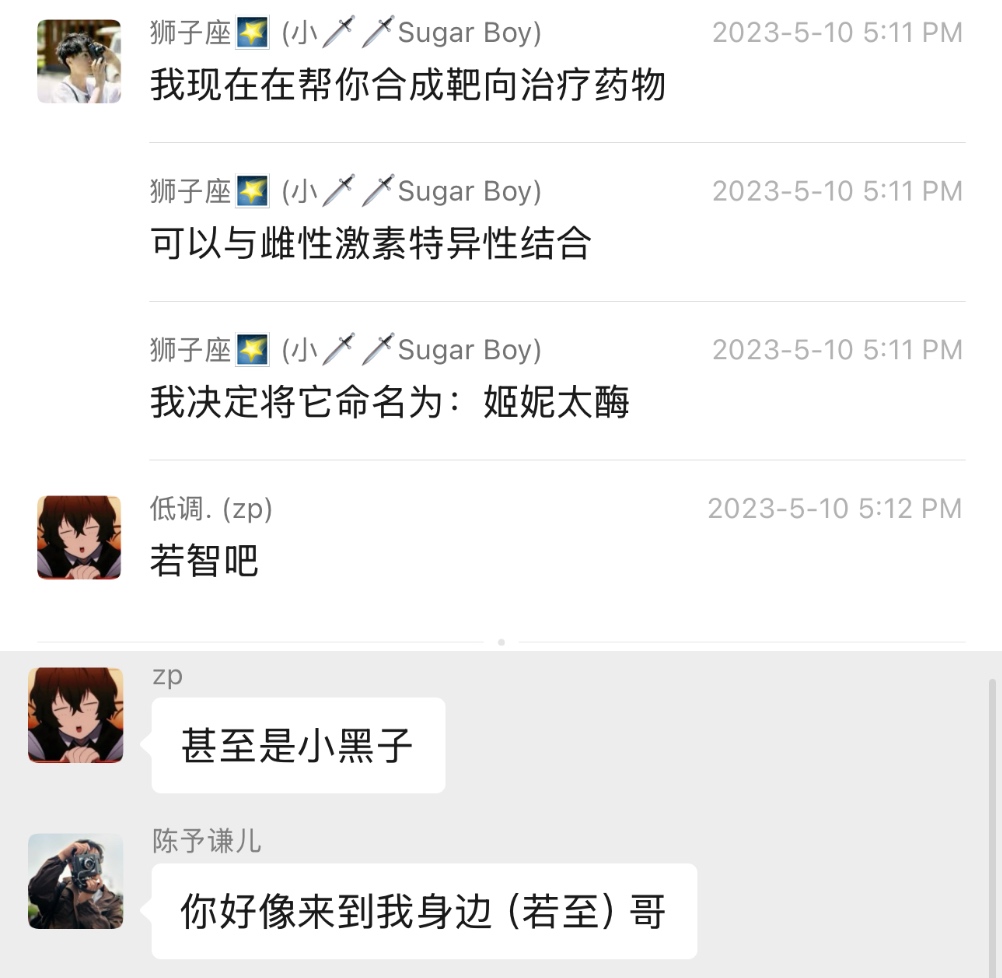 狮子座🌠 (小🗡🗡Sugar Boy) 2023-5-10 5:11 PM
我现在在帮你合成靶向治疗药物
狮子座🌠 (小🗡🗡Sugar Boy) 2023-5-10 5:11 PM
可以与雌性激素特异性结合
狮子座🌠 (小🗡🗡Sugar Boy) 2023-5-10 5:11 PM
我决定将它命名为：姬妮太酶
低调. (zp) 2023-5-10 5:12 PM
若智吧
zp
甚至是小黑子
陈予谦儿
你好像来到我身边（若至）哥